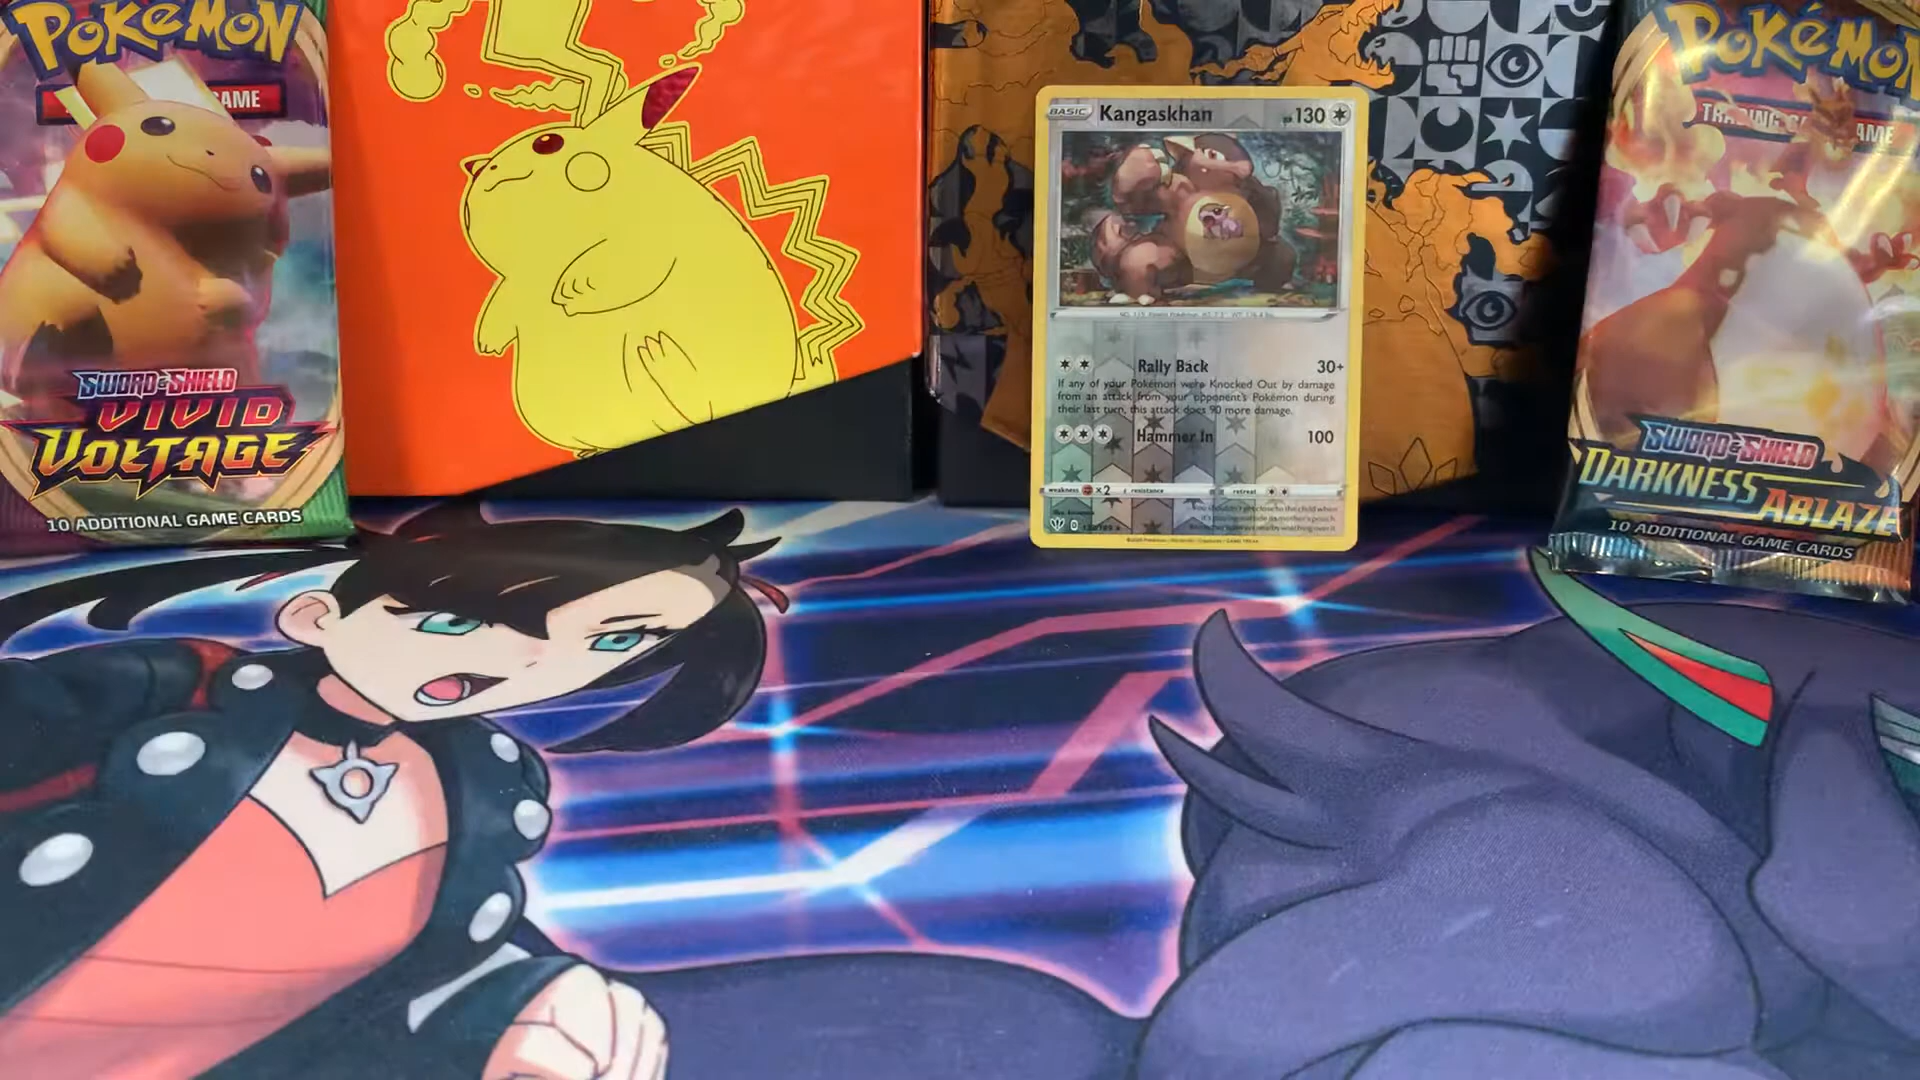 POKéMON
GAME
SWORD & SHIELD
VIVID
VOLTAGE
10 ADDITIONAL GAME CARDS
BASIC Kangaskhan 130
Rally Back 30+
If any of your Pokémon were Knocked Out by damage
from an attack from your opponent's Pokémon during
their last turn, this attack does 90 more damage.
Hammer In 100
weakness ×2 resistance retreat
POKéMON
TRADING CARD GAME
SWORD & SHIELD
DARKNESS ABLAZE
10 ADDITIONAL GAME CARDS